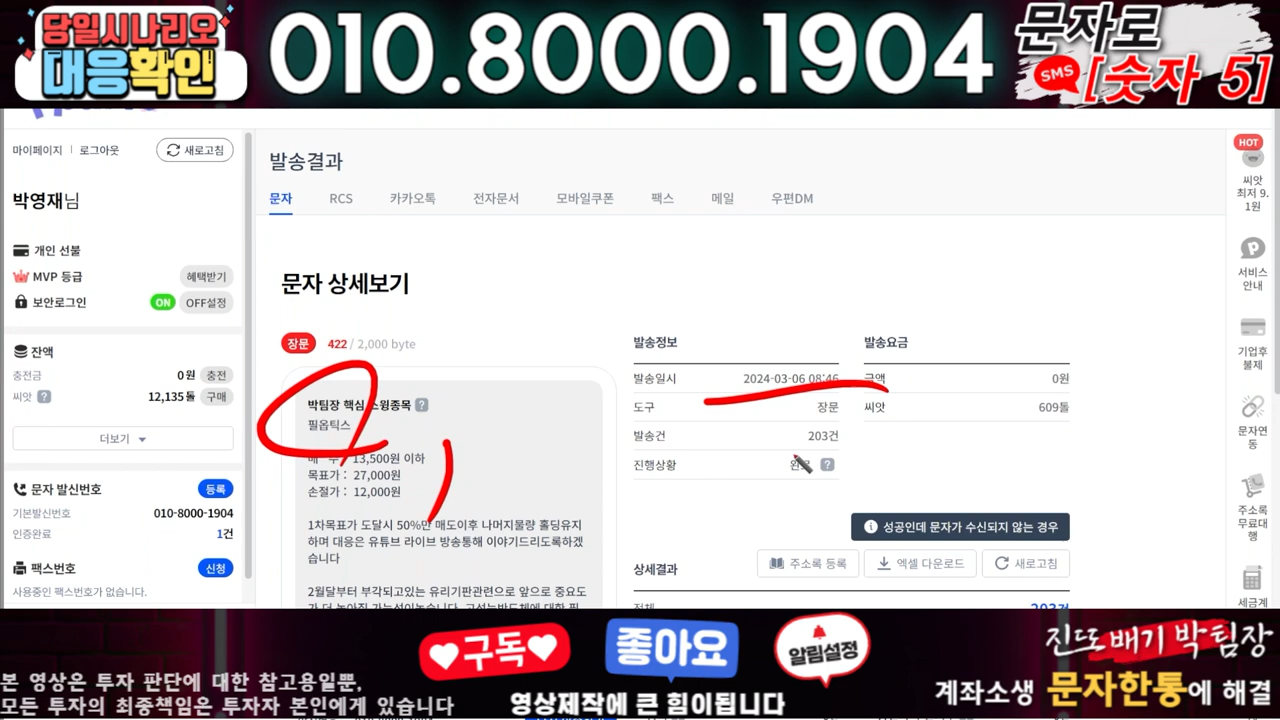 당일시나리오
대응확인
010.8000.1904
문자로
SMS
[숫자 5]
마이페이지
로그아웃
새로고침
박영재님
개인 선불
MVP 등급
혜택받기
보안로그인
ON
OFF설정
잔액
충전금
0원
충전
씨앗 ?
12,135톨
구매
더보기
문자 발신번호
등록
기본발신번호
010-8000-1904
인증완료
1건
팩스번호
신청
사용중인 팩스번호가 없습니다.
발송결과
문자
RCS
카카오톡
전자문서
모바일쿠폰
팩스
메일
우편DM
문자 상세보기
장문
422 / 2,000 byte
박팀장 핵심 스윙종목 ?
필옵틱스
13,500원 이하
목표가 : 27,000원
손절가 : 12,000원
1차목표가 도달시 50%만 매도이후 나머지물량 홀딩유지
하며 대응은 유튜브 라이브 방송통해 이야기드리도록하겠
습니다
2월달부터 부각되고있는 유리기판관련으로 앞으로 중요도
발송정보
발송일시
2024-03-06 08:46
도구
장문
발송건
203건
진행상황
완료 ?
발송요금
금액
0원
씨앗
609톨
성공인데 문자가 수신되지 않는 경우
상세결과
주소록 등록
엑셀 다운로드
새로고침
전체
203건
HOT
씨앗
최저 9.
1원
서비스
안내
기업후
불제
문자연
동
주소록
무료대
행
세금계
구독
좋아요
알림설정
진또배기 박팀장
본 영상은 투자 판단에 대한 참고용일뿐,
모든 투자의 최종책임은 투자자 본인에게 있습니다
영상제작에 큰 힘이됩니다
계좌소생 문자한통에 해결